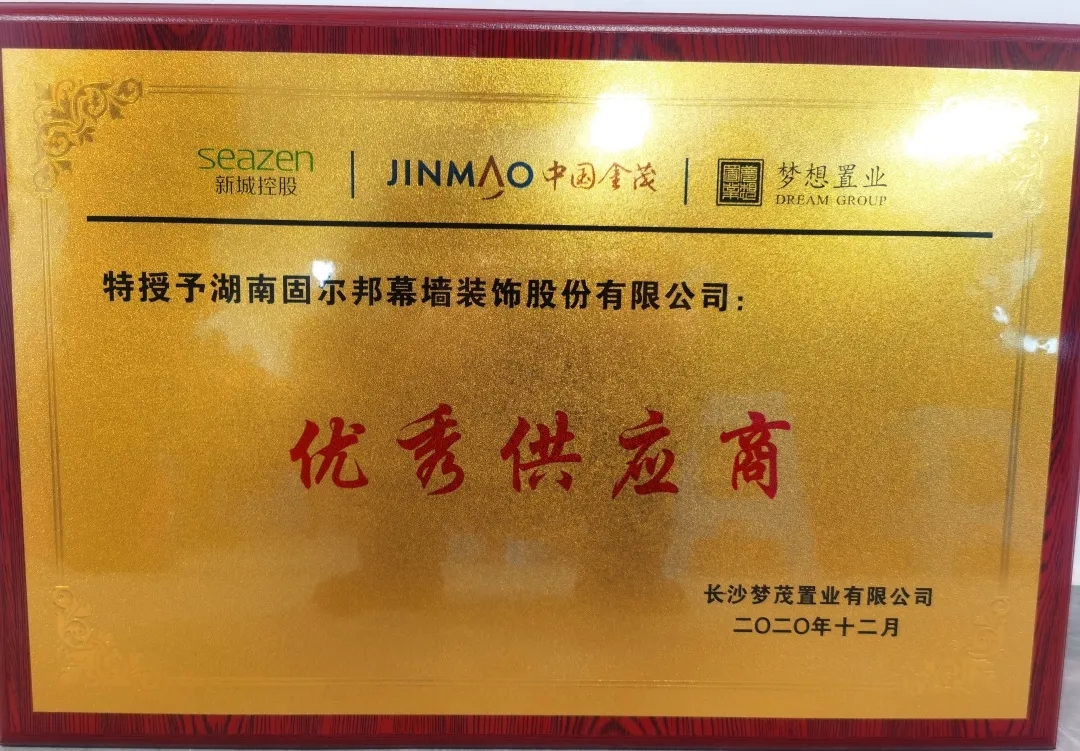 seazen 新城控股 JINMAO 中国金茂 梦想置业 DREAM GROUP
特授予湖南固尔邦幕墙装饰股份有限公司：
优秀供应商
长沙梦茂置业有限公司
二〇二〇年十二月